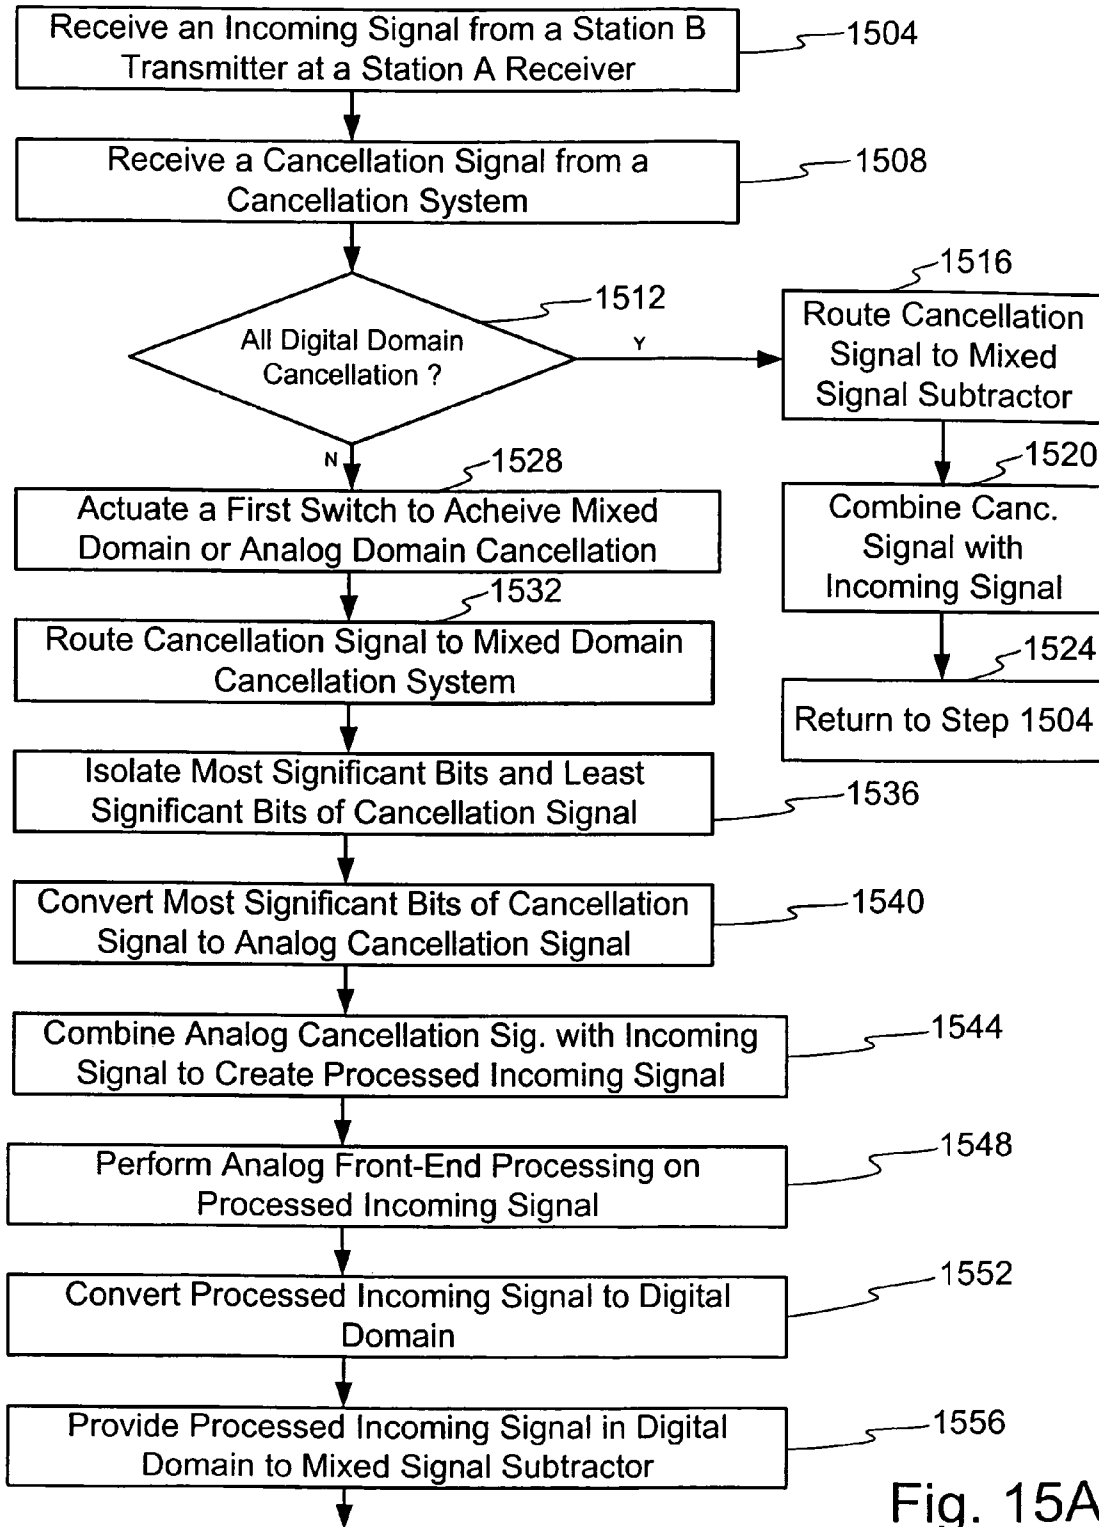 Receive an Incoming Signal from a Station B
Transmitter at a Station A Receiver
1504
Receive a Cancellation Signal from a
Cancellation System
1508
All Digital Domain
Cancellation ?
1512
Y
N
1516
Route Cancellation
Signal to Mixed
Signal Subtractor
1520
Combine Canc.
Signal with
Incoming Signal
1524
Return to Step 1504
1528
Actuate a First Switch to Acheive Mixed
Domain or Analog Domain Cancellation
1532
Route Cancellation Signal to Mixed Domain
Cancellation System
Isolate Most Significant Bits and Least
Significant Bits of Cancellation Signal
1536
Convert Most Significant Bits of Cancellation
Signal to Analog Cancellation Signal
1540
Combine Analog Cancellation Sig. with Incoming
Signal to Create Processed Incoming Signal
1544
Perform Analog Front-End Processing on
Processed Incoming Signal
1548
Convert Processed Incoming Signal to Digital
Domain
1552
Provide Processed Incoming Signal in Digital
Domain to Mixed Signal Subtractor
1556
Fig. 15A